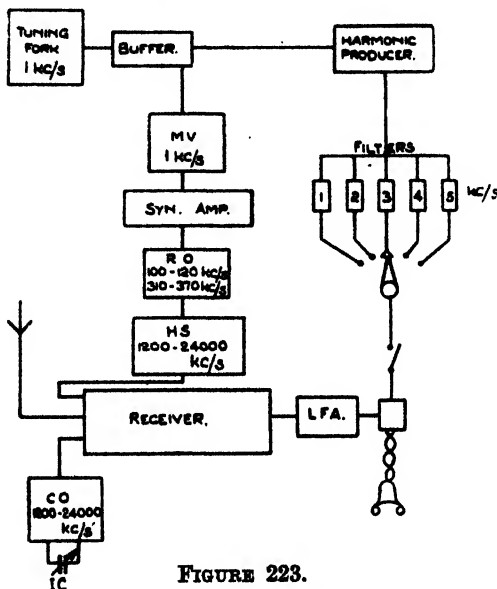 TUNING
FORK
1 KC/S
BUFFER.
HARMONIC
PRODUCER.
MV
1 KC/S
FILTERS
1 2 3 4 5 KC/S
SYN. AMP.
RO
100-120 KC/S
310-370 KC/S
HS
1200-24000
KC/S
RECEIVER.
LFA.
CO
1200-24000
KC/S
IC
FIGURE 223.